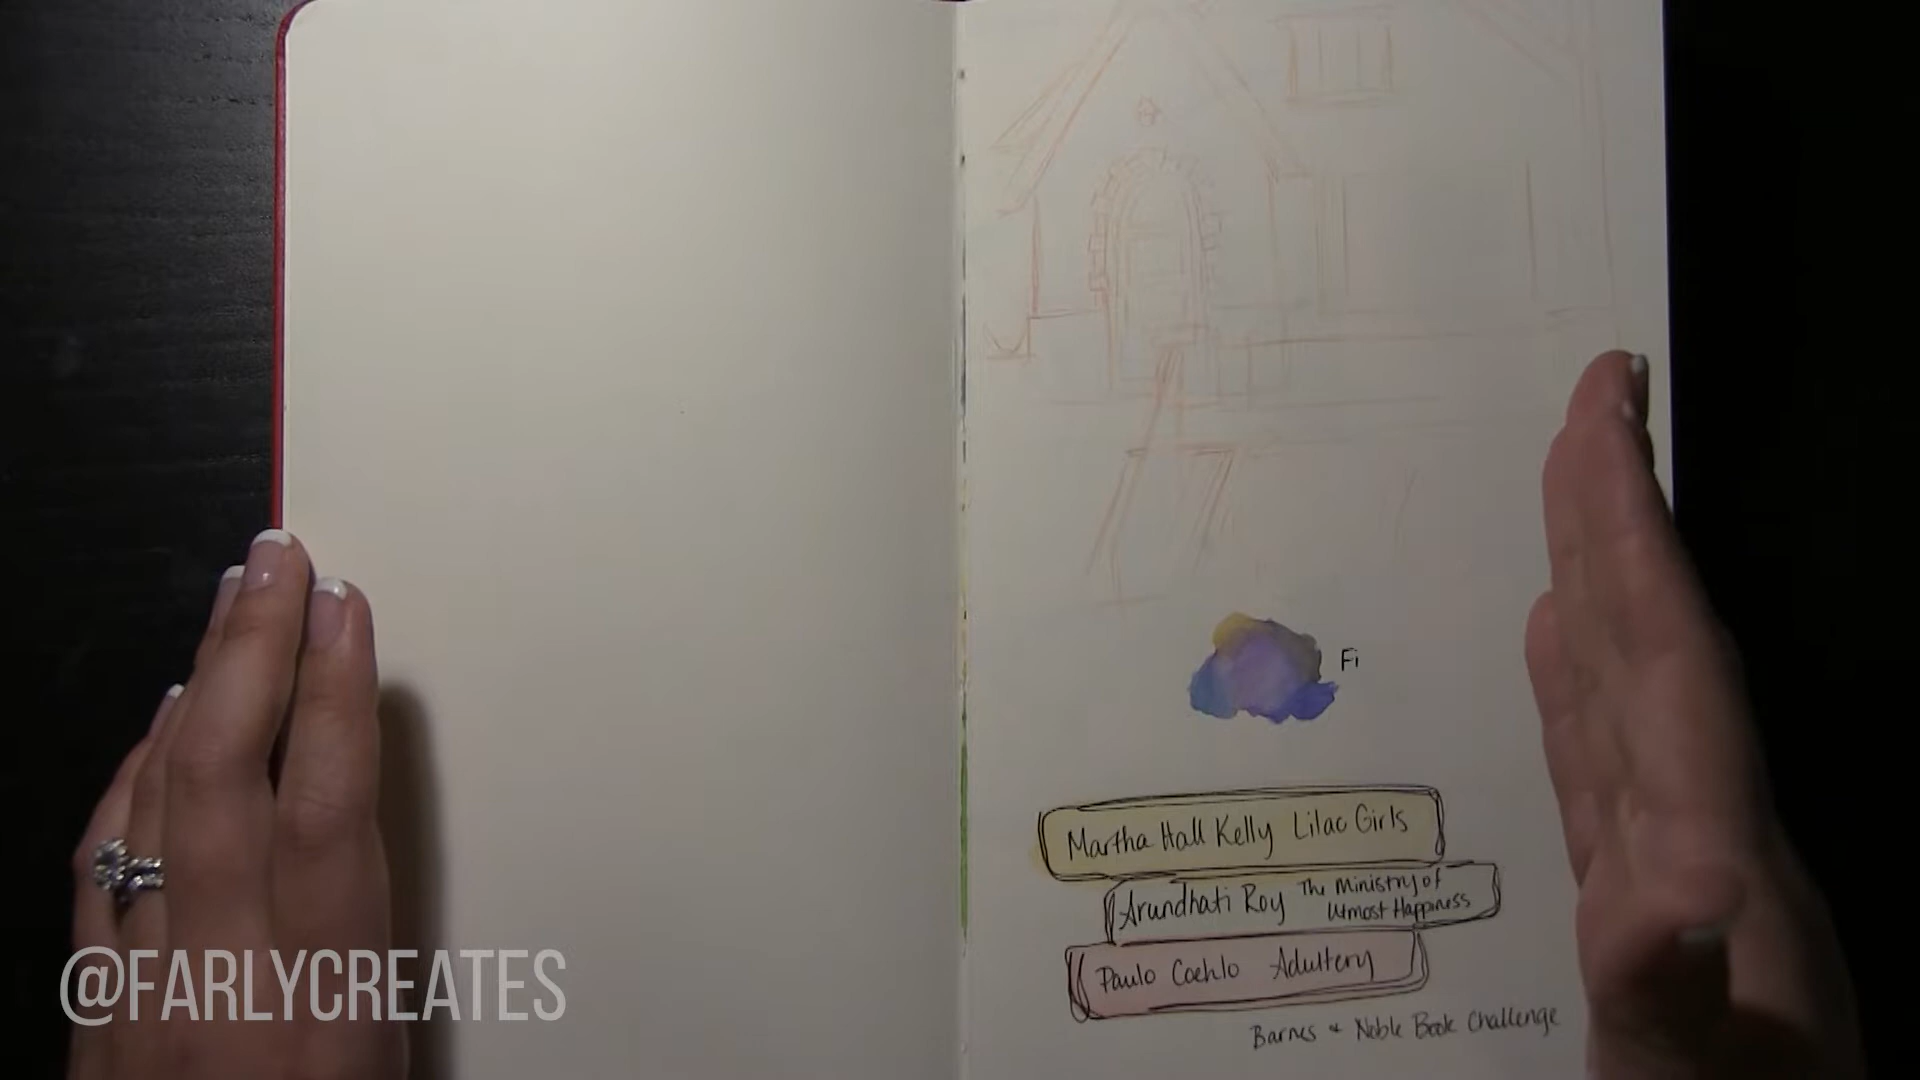 Fi
Martha Hall Kelly Lilac Girls
Arundhati Roy The Ministry of
Utmost Happiness
Paulo Coehlo Adultery
Barnes + Noble Book Challenge
@FARLYCREATES